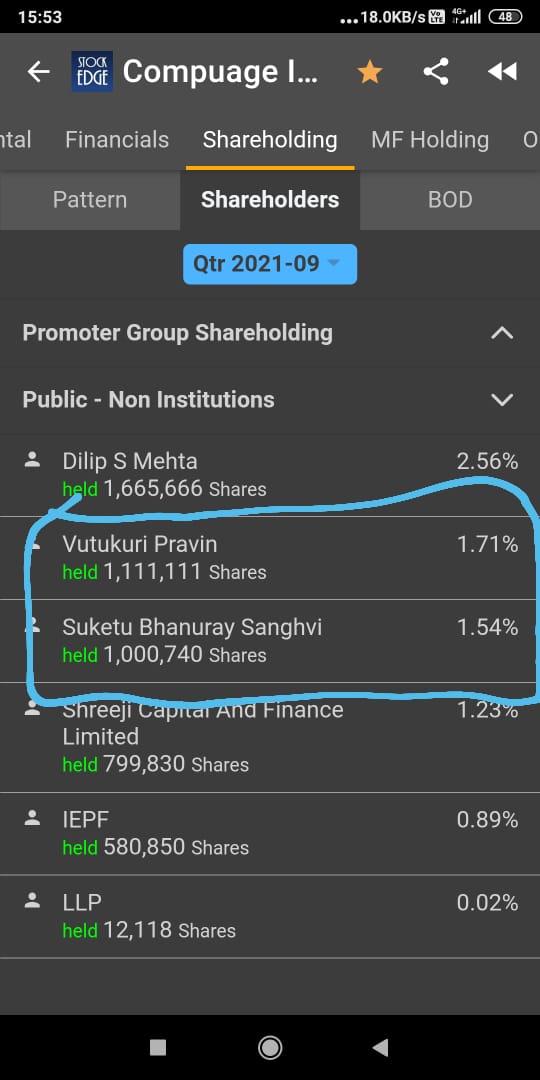 15:53
...18.0KB/s Vo LTE 4G+ 48
STOCK EDGE Compuage I...
ntal Financials Shareholding MF Holding O
Pattern Shareholders BOD
Qtr 2021-09
Promoter Group Shareholding
Public - Non Institutions
Dilip S Mehta 2.56%
held 1,665,666 Shares
Vutukuri Pravin 1.71%
held 1,111,111 Shares
Suketu Bhanuray Sanghvi 1.54%
held 1,000,740 Shares
Shreeji Capital And Finance 1.23%
Limited
held 799,830 Shares
IEPF 0.89%
held 580,850 Shares
LLP 0.02%
held 12,118 Shares